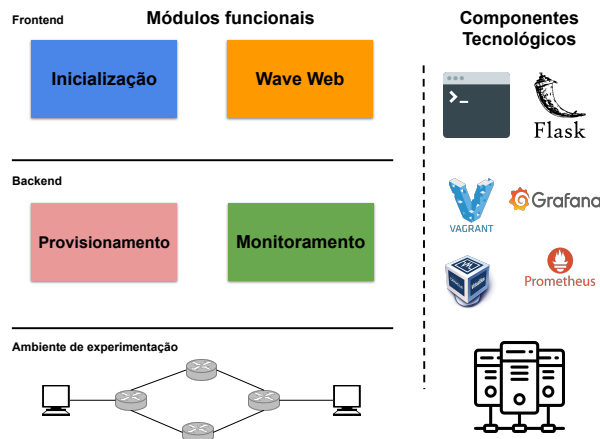 Frontend
Módulos funcionais
Componentes
Tecnológicos
Inicialização
Wave Web
Flask
Backend
Provisionamento
Monitoramento
VAGRANT
Grafana
Prometheus
Ambiente de experimentação